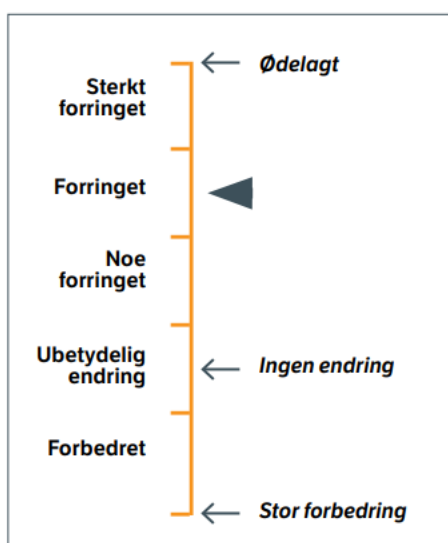 Ødelagt
Sterkt
forringet
Forringet
Noe
forringet
Ubetydelig
endring
Ingen endring
Forbedret
Stor forbedring